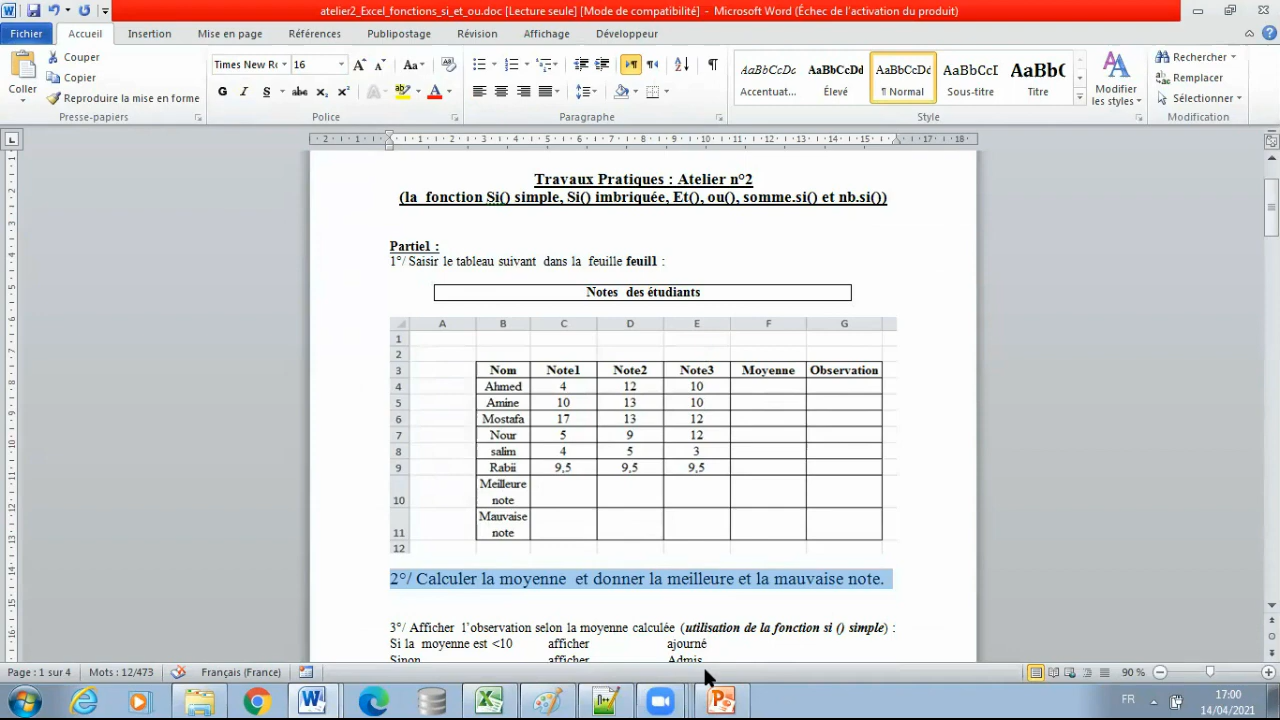 atelier2_Excel_fonctions_si_et_ou.doc [Lecture seule] [Mode de compatibilité] - Microsoft Word (Échec de l'activation du produit)
Fichier Accueil Insertion Mise en page Références Publipostage Révision Affichage Développeur
Coller
Couper
Copier
Reproduire la mise en forme
Presse-papiers
Times New Ro 16
G I S abc x₂ x² A ab A
Police
Paragraphe
AaBbCcDc AaBbCcDd AaBbCcDd AaBbCcI AaBb(
Accentuat... Élevé ¶ Normal Sous-titre Titre
Modifier les styles
Style
Rechercher
Remplacer
Sélectionner
Modification
Travaux Pratiques : Atelier n°2
(la fonction Si() simple, Si() imbriquée, Et(), ou(), somme.si() et nb.si())
Partie1 :
1°/ Saisir le tableau suivant dans la feuille feuil1 :
Notes des étudiants
A B C D E F G
1
2
3 Nom Note1 Note2 Note3 Moyenne Observation
4 Ahmed 4 12 10
5 Amine 10 13 10
6 Mostafa 17 13 12
7 Nour 5 9 12
8 salim 4 5 3
9 Rabii 9,5 9,5 9,5
10 Meilleure note
11 Mauvaise note
12
2°/ Calculer la moyenne et donner la meilleure et la mauvaise note.
3°/ Afficher l'observation selon la moyenne calculée (utilisation de la fonction si () simple) :
Si la moyenne est <10 afficher ajourné
Sinon afficher Admis
Page : 1 sur 4 Mots : 12/473 Français (France) 90 %
FR 17:00
14/04/2021